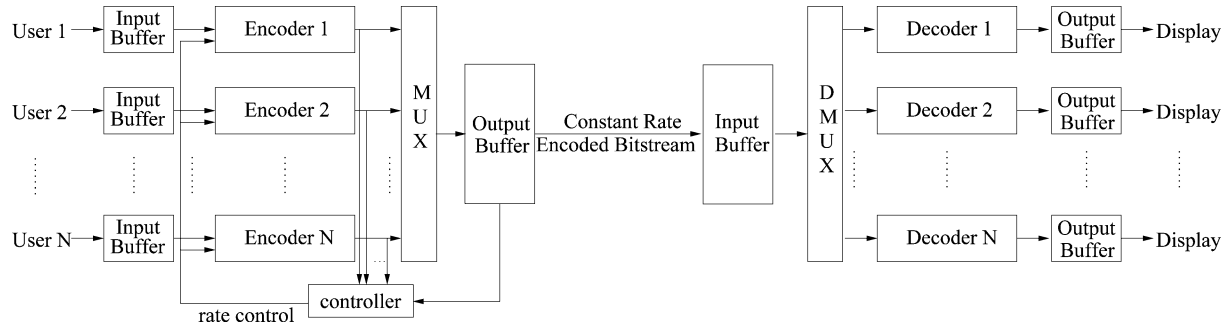 User 1
Input
Buffer
Encoder 1
User 2
Input
Buffer
Encoder 2
User N
Input
Buffer
Encoder N
M
U
X
Output
Buffer
controller
rate control
Constant Rate
Encoded Bitstream
Input
Buffer
D
M
U
X
Decoder 1
Output
Buffer
Display
Decoder 2
Output
Buffer
Display
Decoder N
Output
Buffer
Display